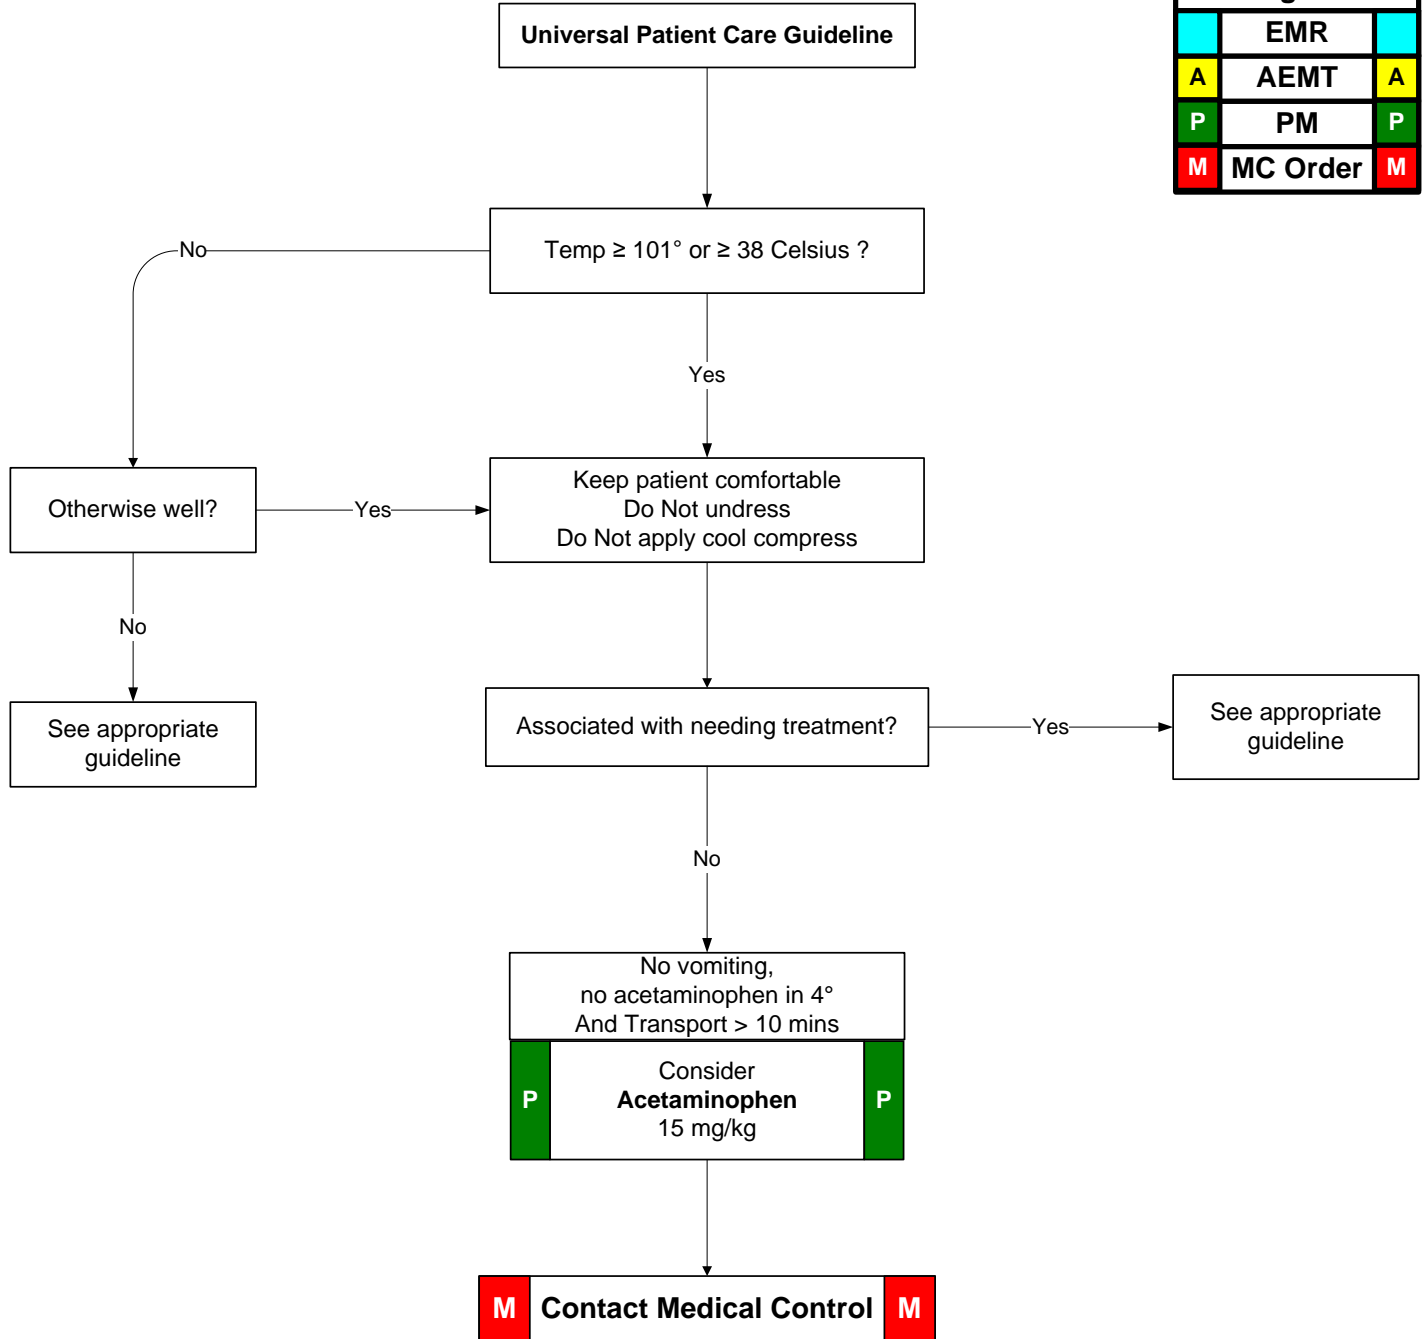 Universal Patient Care Guideline
EMR
A AEMT A
P PM P
M MC Order M
Temp ≥ 101° or ≥ 38 Celsius ?
No
Yes
Otherwise well?
Yes
Keep patient comfortable
Do Not undress
Do Not apply cool compress
No
See appropriate
guideline
Associated with needing treatment?
Yes
See appropriate
guideline
No
No vomiting,
no acetaminophen in 4°
And Transport > 10 mins
P
Consider
Acetaminophen
15 mg/kg
P
M Contact Medical Control M